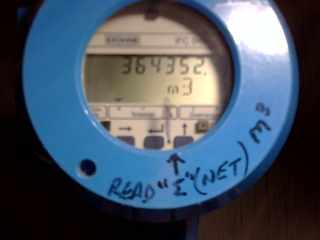 364352.
m3
READ "Σ" (NET) M3